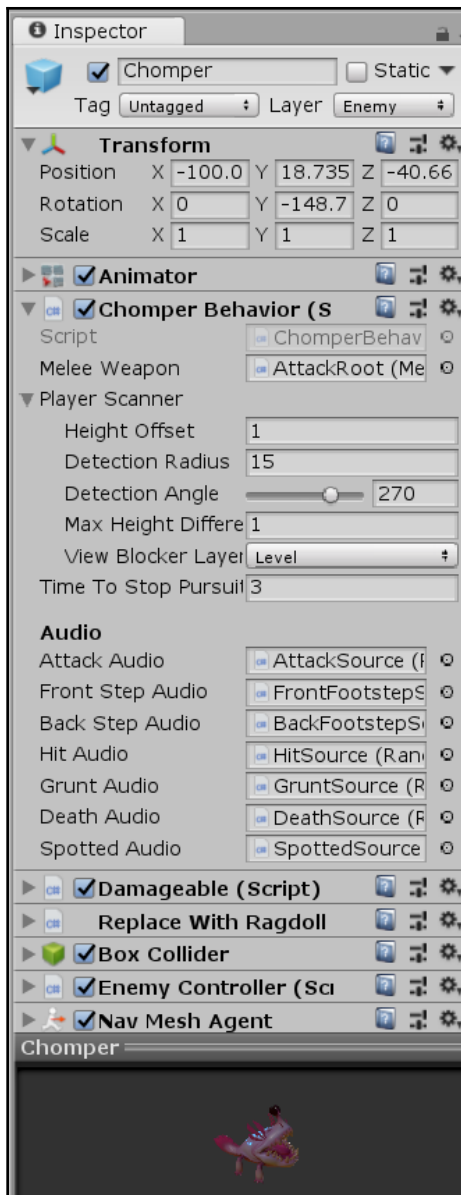 Inspector
Chomper Static
Tag Untagged Layer Enemy
Transform
Position X -100.0 Y 18.735 Z -40.66
Rotation X 0 Y -148.7 Z 0
Scale X 1 Y 1 Z 1
Animator
Chomper Behavior (S
Script ChomperBehav
Melee Weapon AttackRoot (Me
Player Scanner
Height Offset 1
Detection Radius 15
Detection Angle 270
Max Height Differe 1
View Blocker Layer Level
Time To Stop Pursuit 3
Audio
Attack Audio AttackSource (R
Front Step Audio FrontFootstepS
Back Step Audio BackFootstepSo
Hit Audio HitSource (Ran
Grunt Audio GruntSource (R
Death Audio DeathSource (R
Spotted Audio SpottedSource
Damageable (Script)
Replace With Ragdoll
Box Collider
Enemy Controller (Scr
Nav Mesh Agent
Chomper